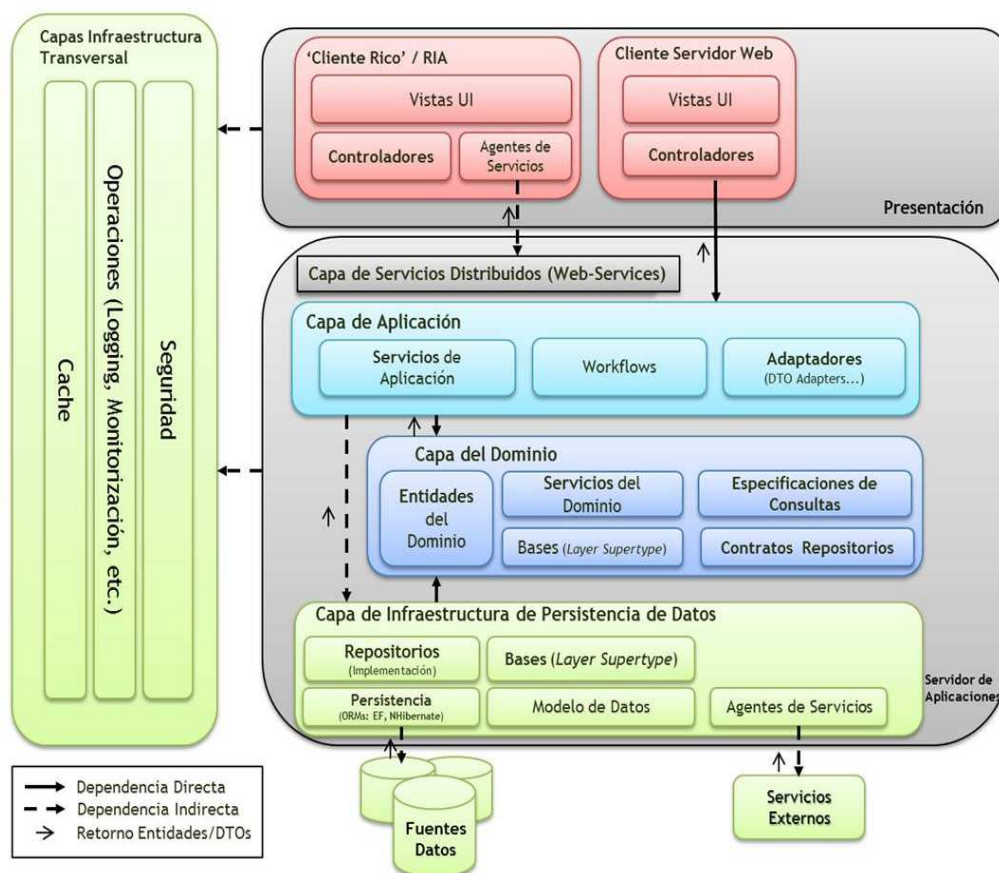 Capas Infraestructura
Transversal
Cache
Operaciones (Logging, Monitorización, etc.)
Seguridad
‘Cliente Rico’ / RIA
Vistas UI
Controladores
Agentes de
Servicios
Cliente Servidor Web
Vistas UI
Controladores
Presentación
Capa de Servicios Distribuidos (Web-Services)
Capa de Aplicación
Servicios de
Aplicación
Workflows
Adaptadores
(DTO Adapters...)
Capa del Dominio
Entidades
del
Dominio
Servicios del
Dominio
Especificaciones de
Consultas
Bases (Layer Supertype)
Contratos Repositorios
Capa de Infraestructura de Persistencia de Datos
Repositorios
(Implementación)
Bases (Layer Supertype)
Persistencia
(ORMs: EF, NHibernate)
Modelo de Datos
Agentes de Servicios
Servidor de
Aplicaciones
Dependencia Directa
Dependencia Indirecta
Retorno Entidades/DTOs
Fuentes
Datos
Servicios
Externos